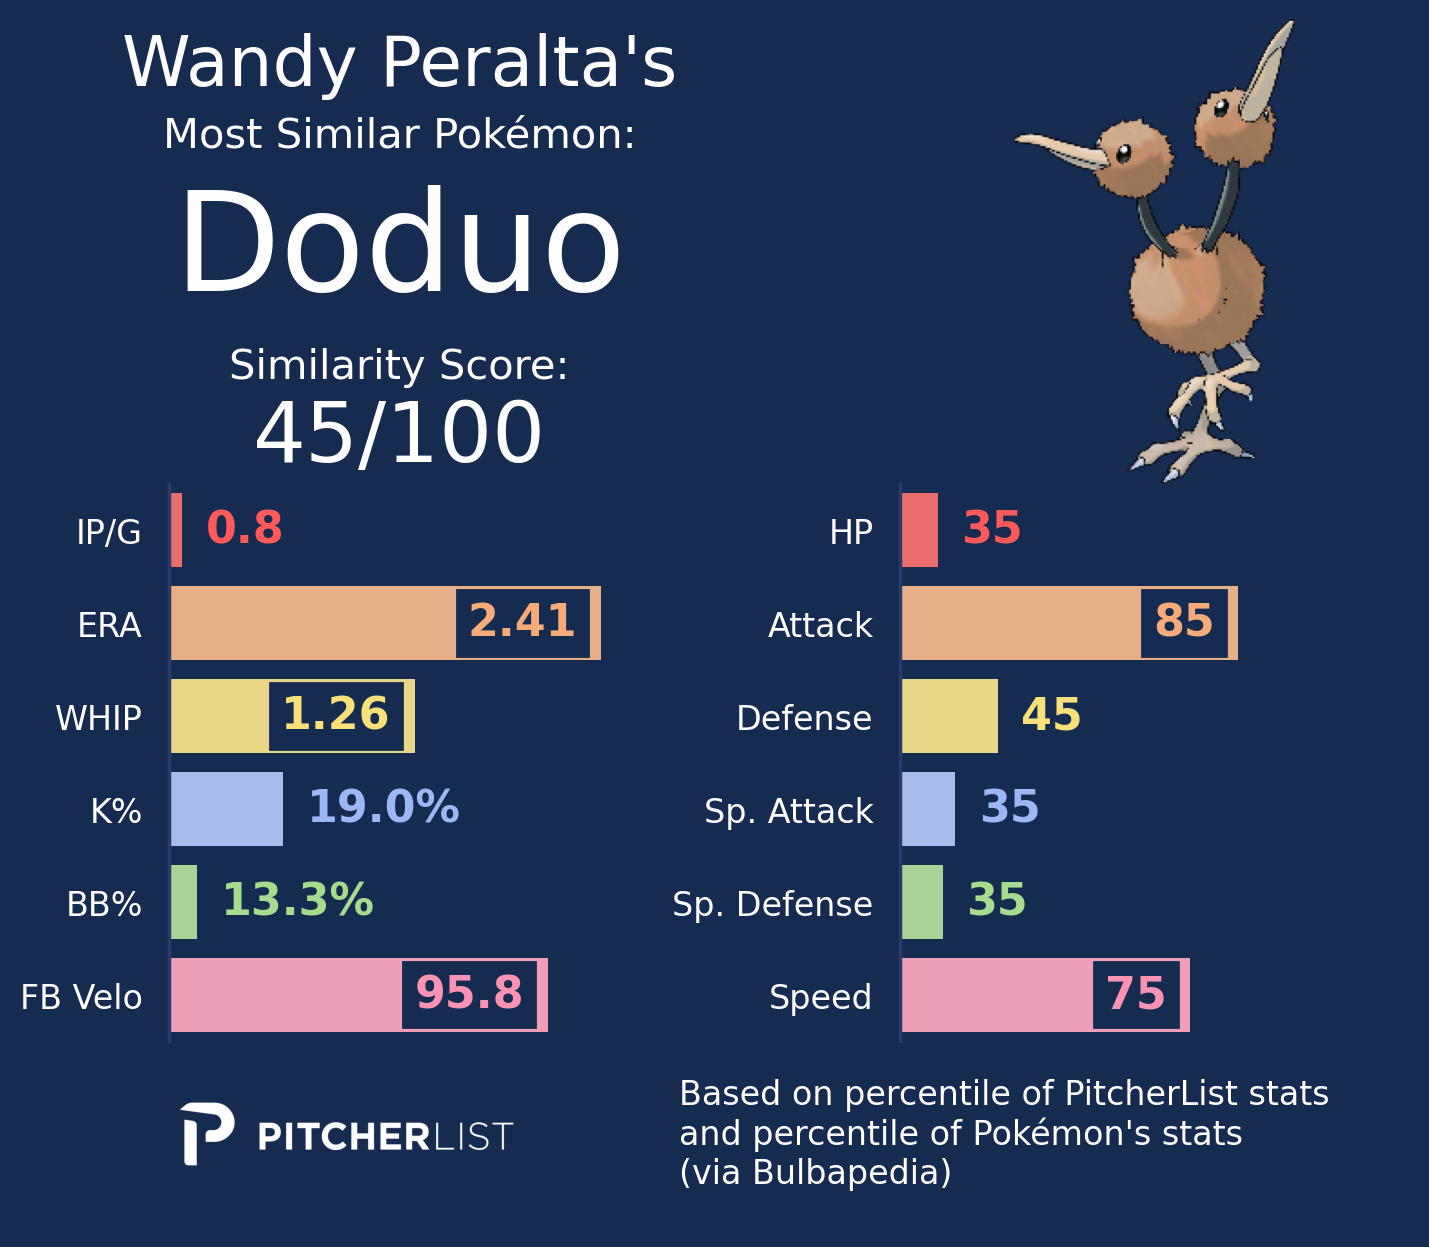 Wandy Peralta's
Most Similar Pokémon:
Doduo
Similarity Score:
45/100
IP/G 0.8
ERA 2.41
WHIP 1.26
K% 19.0%
BB% 13.3%
FB Velo 95.8
HP 35
Attack 85
Defense 45
Sp. Attack 35
Sp. Defense 35
Speed 75
PITCHERLIST
Based on percentile of PitcherList stats
and percentile of Pokémon's stats
(via Bulbapedia)